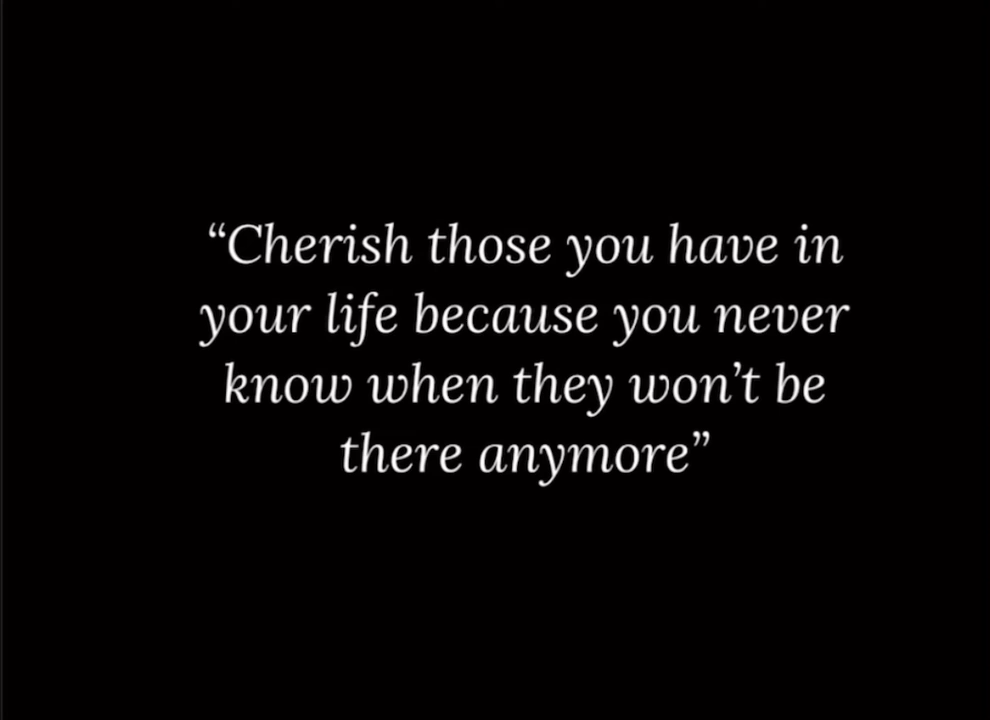 “Cherish those you have in
your life because you never
know when they won’t be
there anymore”